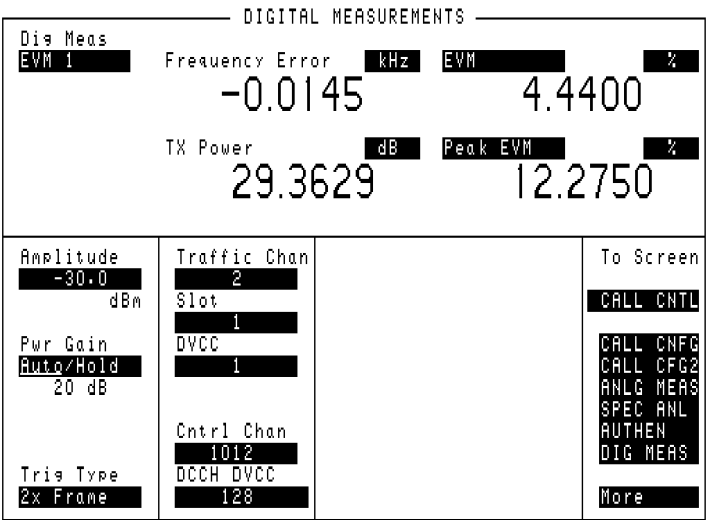 DIGITAL MEASUREMENTS
Dig Meas
EVM 1
Frequency Error kHz
-0.0145
EVM %
4.4400
TX Power dB
29.3629
Peak EVM %
12.2750
Amplitude
-30.0
dBm
Pwr Gain
Auto/Hold
20 dB
Trig Type
2x Frame
Traffic Chan
2
Slot
1
DVCC
1
Cntrl Chan
1012
DCCH DVCC
128
To Screen
CALL CNTL
CALL CNFG
CALL CFG2
ANLG MEAS
SPEC ANL
AUTHEN
DIG MEAS
More